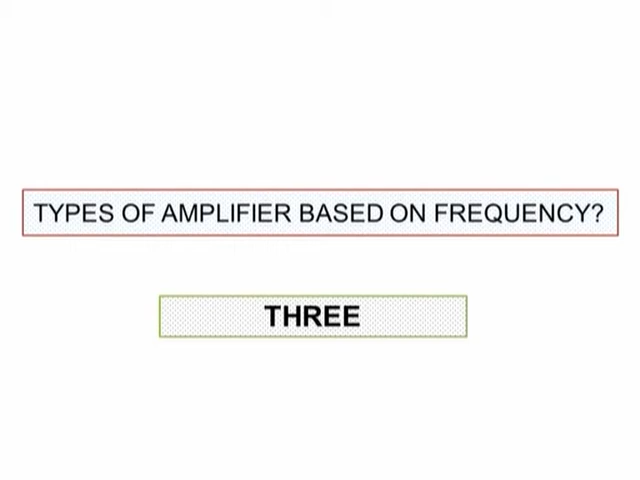 TYPES OF AMPLIFIER BASED ON FREQUENCY?
THREE